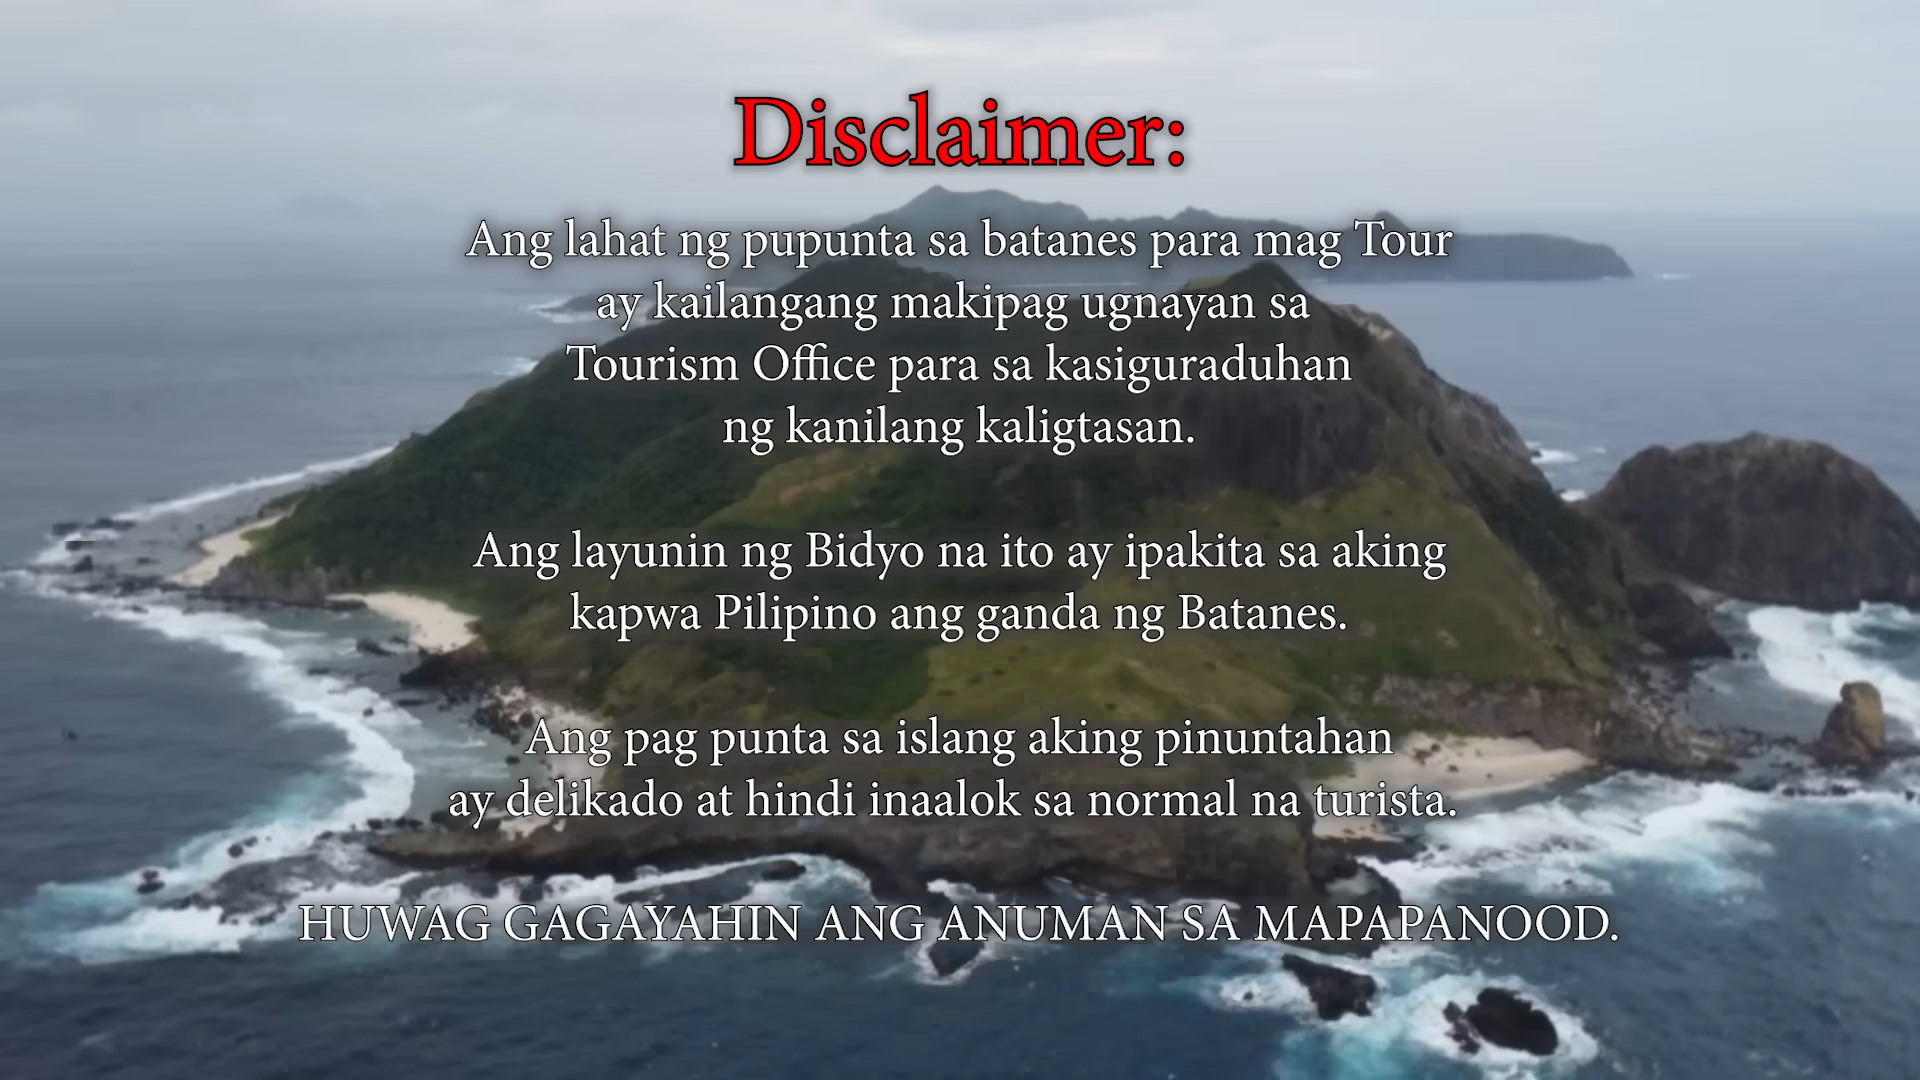 Disclaimer:
Ang lahat ng pupunta sa batanes para mag Tour
ay kailangang makipag ugnayan sa
Tourism Office para sa kasiguraduhan
ng kanilang kaligtasan.
Ang layunin ng Bidyo na ito ay ipakita sa aking
kapwa Pilipino ang ganda ng Batanes.
Ang pag punta sa islang aking pinuntahan
ay delikado at hindi inaalok sa normal na turista.
HUWAG GAGAYAHIN ANG ANUMAN SA MAPAPANOOD.